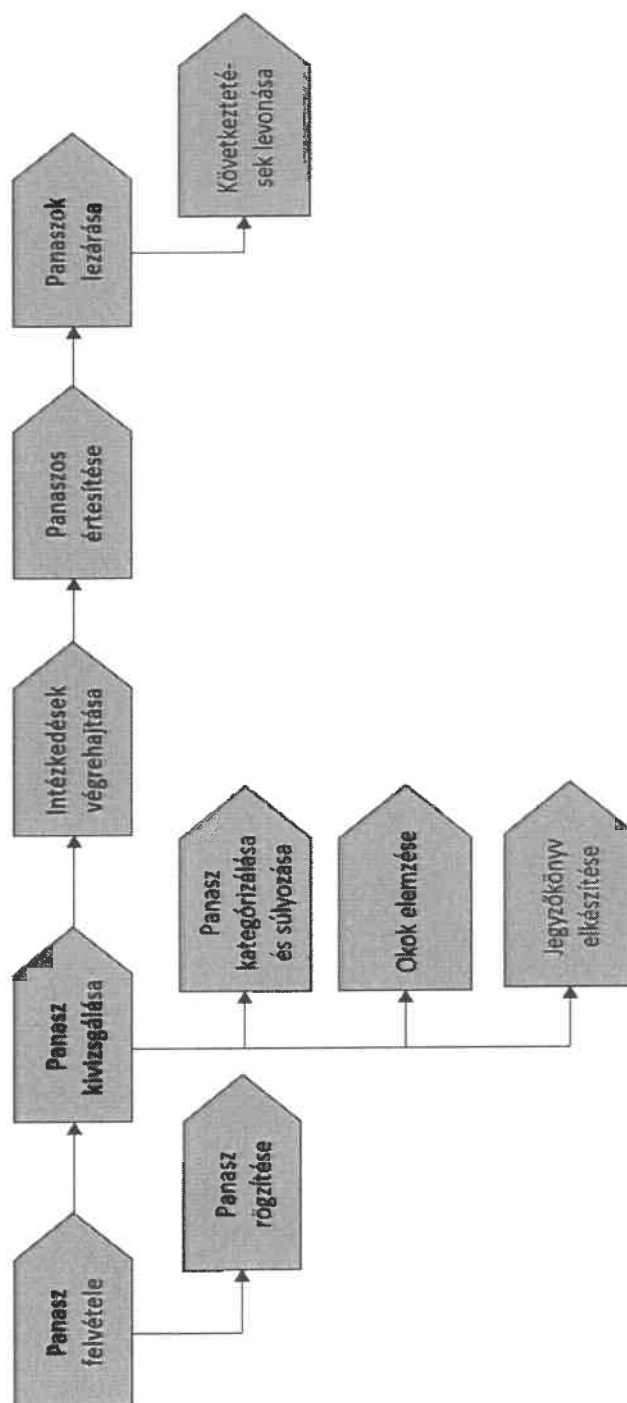 Panasz
felvétele
Panasz
kivizsgálása
Intézkedések
végrehajtása
Panaszos
értesítése
Panaszok
lezárása
Panasz
rögzítése
Panasz
kategórizálása
és súlyozása
Okok elemzése
Jegyzőkönyv
elkészítése
Következteté-
sek levonása